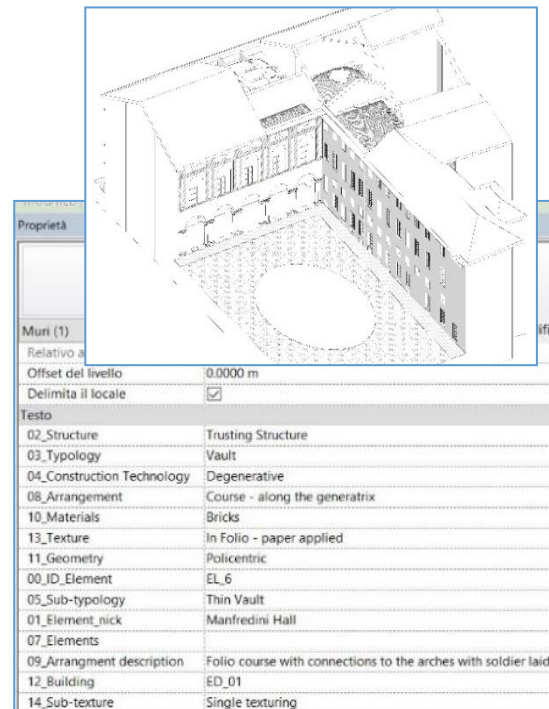 Proprietà
Muri (1)
Relativo a
Offset del livello 0.0000 m
Delimita il locale
Testo
02_Structure Trusting Structure
03_Typology Vault
04_Construction Technology Degenerative
08_Arrangement Course - along the generatrix
10_Materials Bricks
13_Texture In Folio - paper applied
11_Geometry Policentric
00_ID_Element EL_6
05_Sub-typology Thin Vault
01_Element_nick Manfredini Hall
07_Elements
09_Arrangment description Folio course with connections to the arches with soldier laid
12_Building ED_01
14_Sub-texture Single texturing